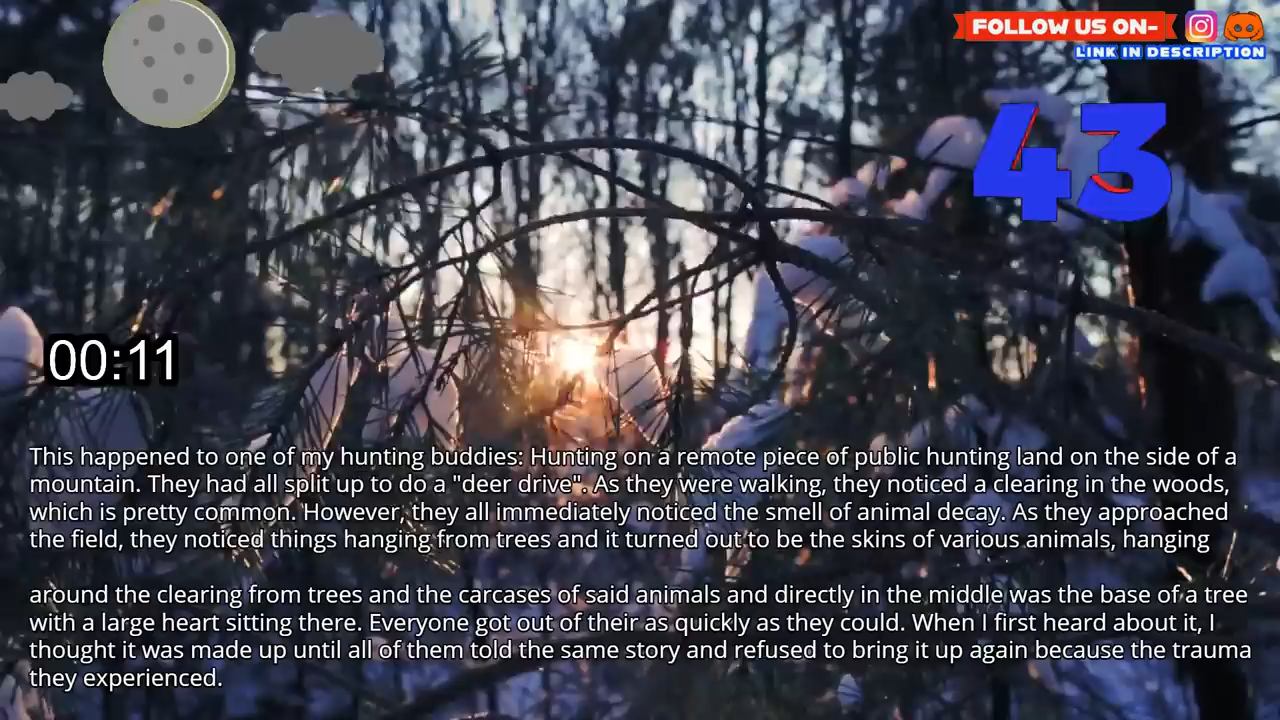 FOLLOW US ON-
LINK IN DESCRIPTION
43
00:11
This happened to one of my hunting buddies: Hunting on a remote piece of public hunting land on the side of a
mountain. They had all split up to do a "deer drive". As they were walking, they noticed a clearing in the woods,
which is pretty common. However, they all immediately noticed the smell of animal decay. As they approached
the field, they noticed things hanging from trees and it turned out to be the skins of various animals, hanging
around the clearing from trees and the carcases of said animals and directly in the middle was the base of a tree
with a large heart sitting there. Everyone got out of their as quickly as they could. When I first heard about it, I
thought it was made up until all of them told the same story and refused to bring it up again because the trauma
they experienced.